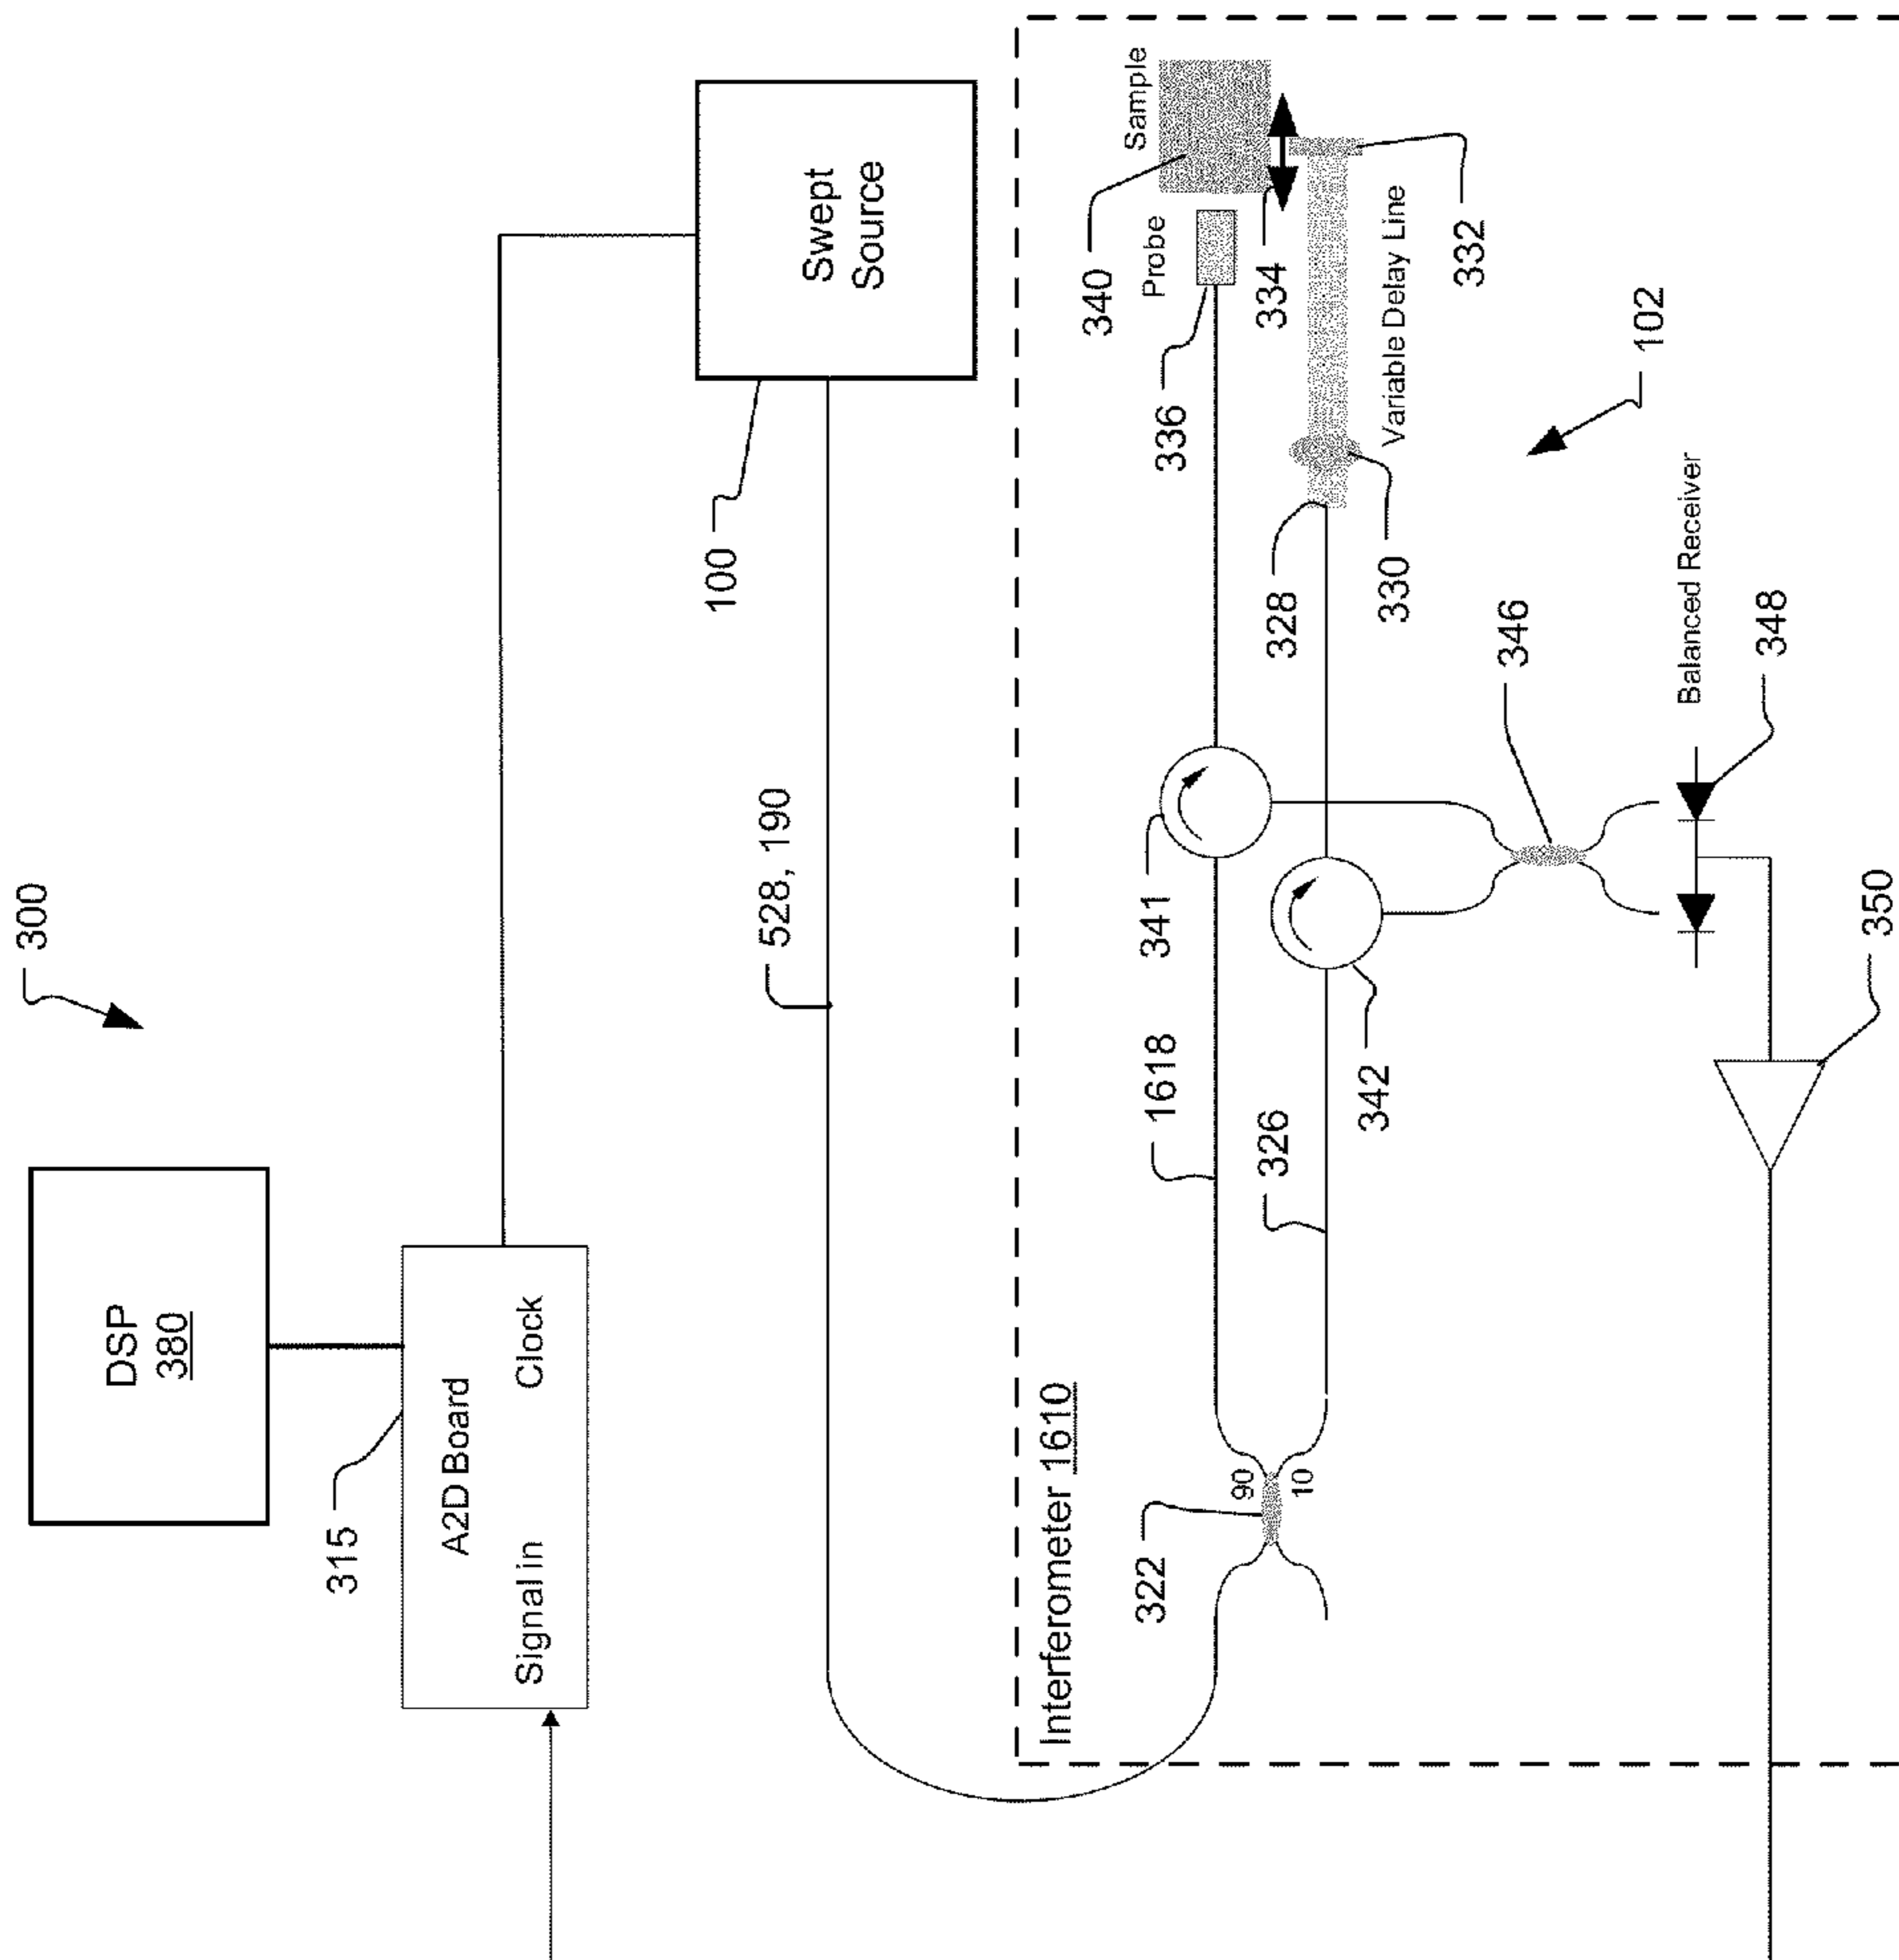 300
DSP
380
315
A2D Board
Signal in
Clock
Swept
Source
100
528, 190
Interferometer 1610
322
90
10
1618
326
341
342
336
Probe
340
Sample
334
332
328
330
Variable Delay Line
102
346
Balanced Receiver
348
350